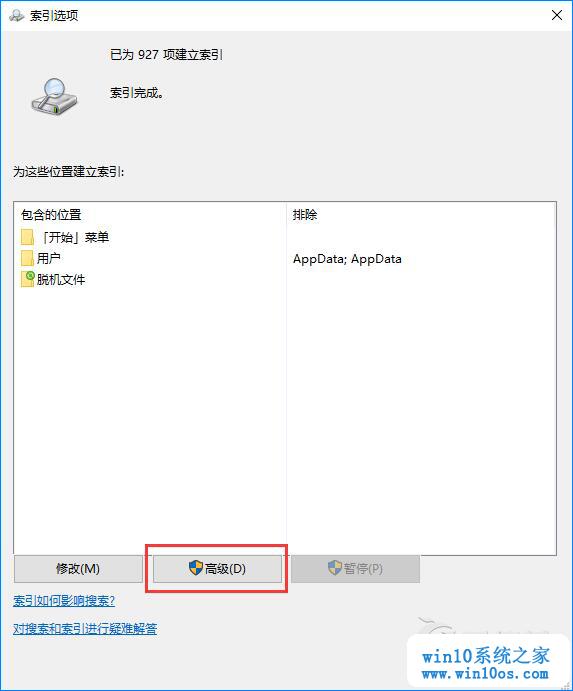 索引选项
已为 927 项建立索引
索引完成。
为这些位置建立索引:
包含的位置 排除
「开始」菜单
用户 AppData; AppData
脱机文件
修改(M) 高级(D) 暂停(P)
索引如何影响搜索?
对搜索和索引进行疑难解答
win10系统之家
www.win10os.com